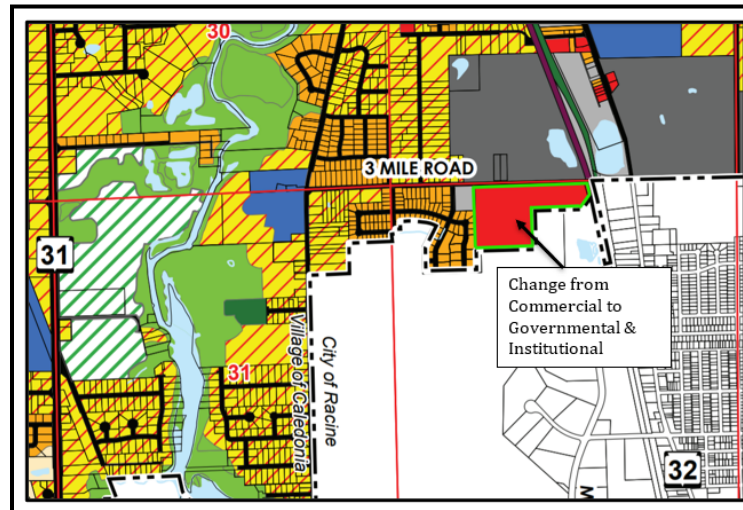 30
3 MILE ROAD
31
Change from
Commercial to
Governmental &
Institutional
31
Village of Caledonia
City of Racine
32
M